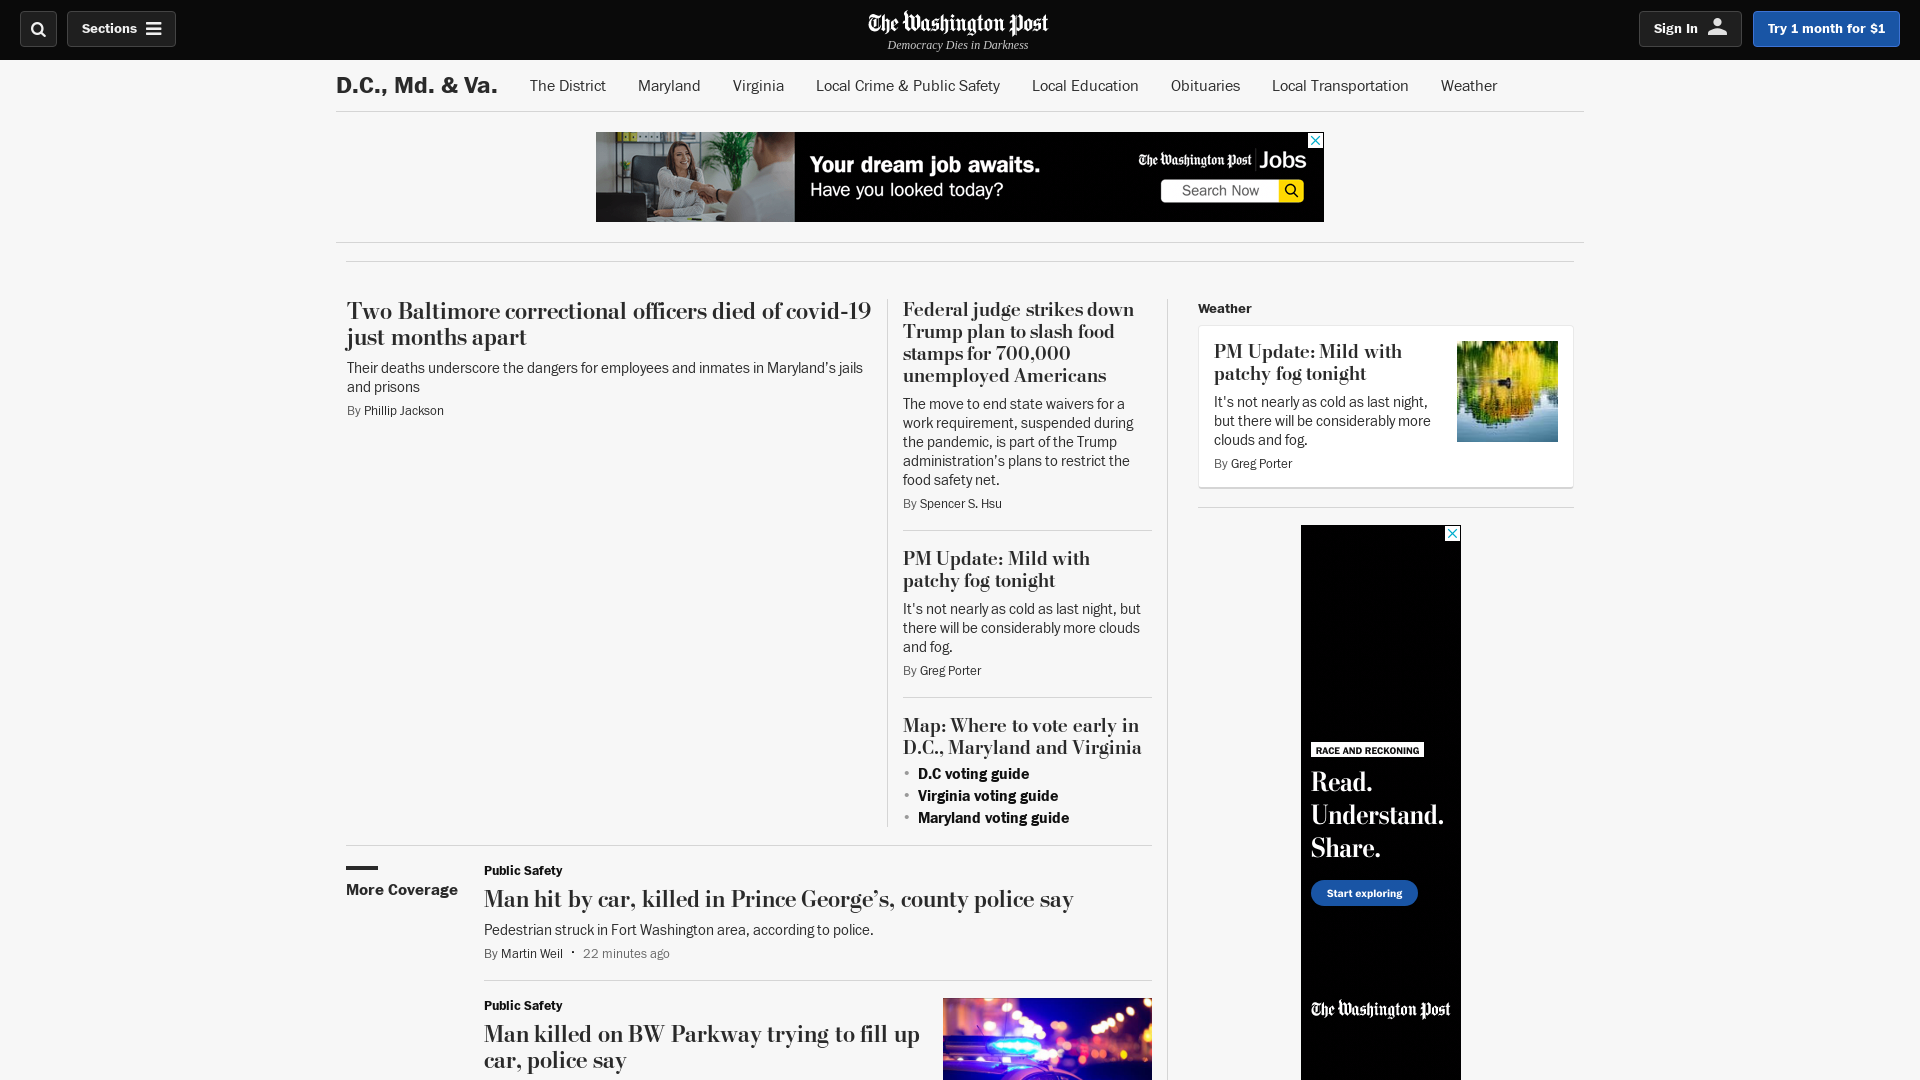 Sections
The Washington Post
Democracy Dies in Darkness
Sign In
Try 1 month for $1
D.C., Md. & Va.
The District
Maryland
Virginia
Local Crime & Public Safety
Local Education
Obituaries
Local Transportation
Weather
Your dream job awaits.
Have you looked today?
The Washington Post Jobs
Search Now
Two Baltimore correctional officers died of covid-19
just months apart
Their deaths underscore the dangers for employees and inmates in Maryland’s jails
and prisons
By Phillip Jackson
Federal judge strikes down
Trump plan to slash food
stamps for 700,000
unemployed Americans
The move to end state waivers for a
work requirement, suspended during
the pandemic, is part of the Trump
administration’s plans to restrict the
food safety net.
By Spencer S. Hsu
PM Update: Mild with
patchy fog tonight
It's not nearly as cold as last night, but
there will be considerably more clouds
and fog.
By Greg Porter
Map: Where to vote early in
D.C., Maryland and Virginia
• D.C voting guide
• Virginia voting guide
• Maryland voting guide
Weather
PM Update: Mild with
patchy fog tonight
It's not nearly as cold as last night,
but there will be considerably more
clouds and fog.
By Greg Porter
RACE AND RECKONING
Read.
Understand.
Share.
Start exploring
The Washington Post
More Coverage
Public Safety
Man hit by car, killed in Prince George’s, county police say
Pedestrian struck in Fort Washington area, according to police.
By Martin Weil · 22 minutes ago
Public Safety
Man killed on BW Parkway trying to fill up
car, police say